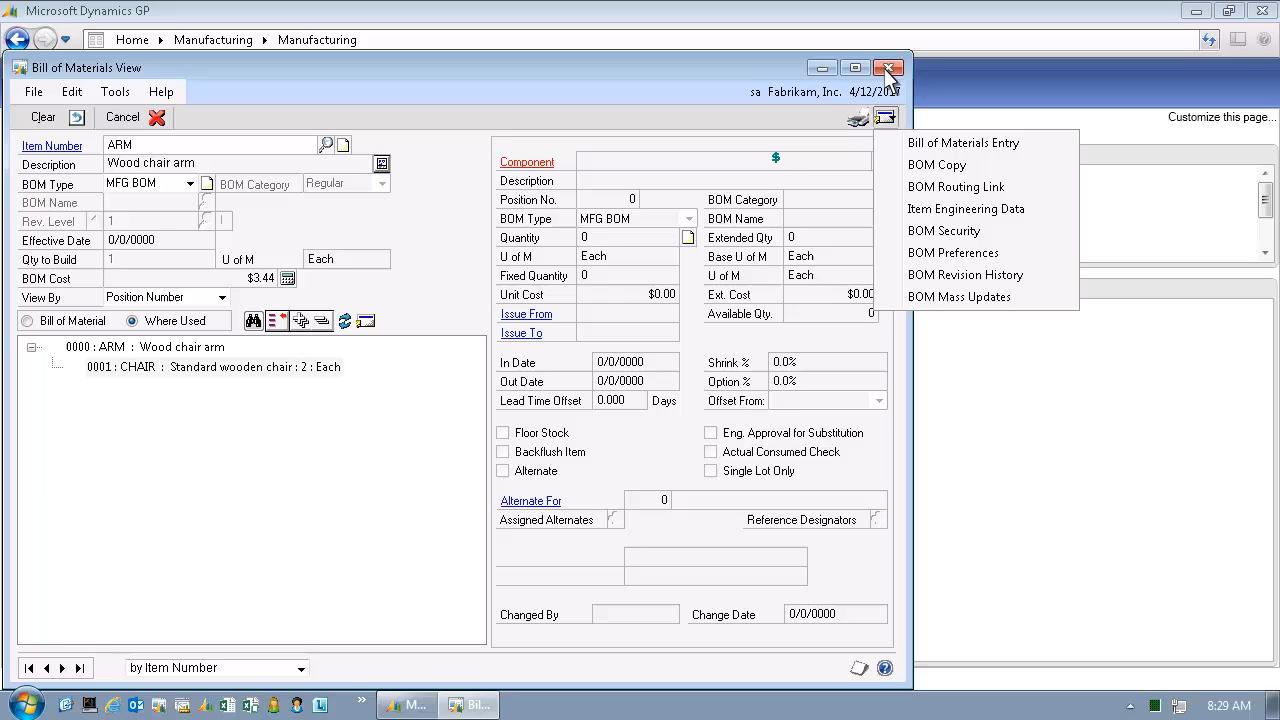 Microsoft Dynamics GP
Home Manufacturing Manufacturing
Bill of Materials View
File Edit Tools Help
sa Fabrikam, Inc. 4/12/2017
Clear Cancel
Customize this page...
Item Number ARM
Description Wood chair arm
BOM Type MFG BOM BOM Category Regular
BOM Name
Rev. Level 1
Effective Date 0/0/0000
Qty to Build 1 U of M Each
BOM Cost $3.44
View By Position Number
Bill of Material Where Used
0000 : ARM : Wood chair arm
0001 : CHAIR : Standard wooden chair : 2 : Each
Component $
Description
Position No. 0 BOM Category
BOM Type MFG BOM BOM Name
Quantity 0 Extended Qty 0
U of M Each Base U of M Each
Fixed Quantity 0 U of M Each
Unit Cost $0.00 Ext. Cost $0.00
Issue From Available Qty. 0
Issue To
In Date 0/0/0000 Shrink % 0.0%
Out Date 0/0/0000 Option % 0.0%
Lead Time Offset 0.000 Days Offset From:
Floor Stock Eng. Approval for Substitution
Backflush Item Actual Consumed Check
Alternate Single Lot Only
Alternate For 0
Assigned Alternates Reference Designators
Changed By Change Date 0/0/0000
Bill of Materials Entry
BOM Copy
BOM Routing Link
Item Engineering Data
BOM Security
BOM Preferences
BOM Revision History
BOM Mass Updates
by Item Number
M... Bil...
8:29 AM